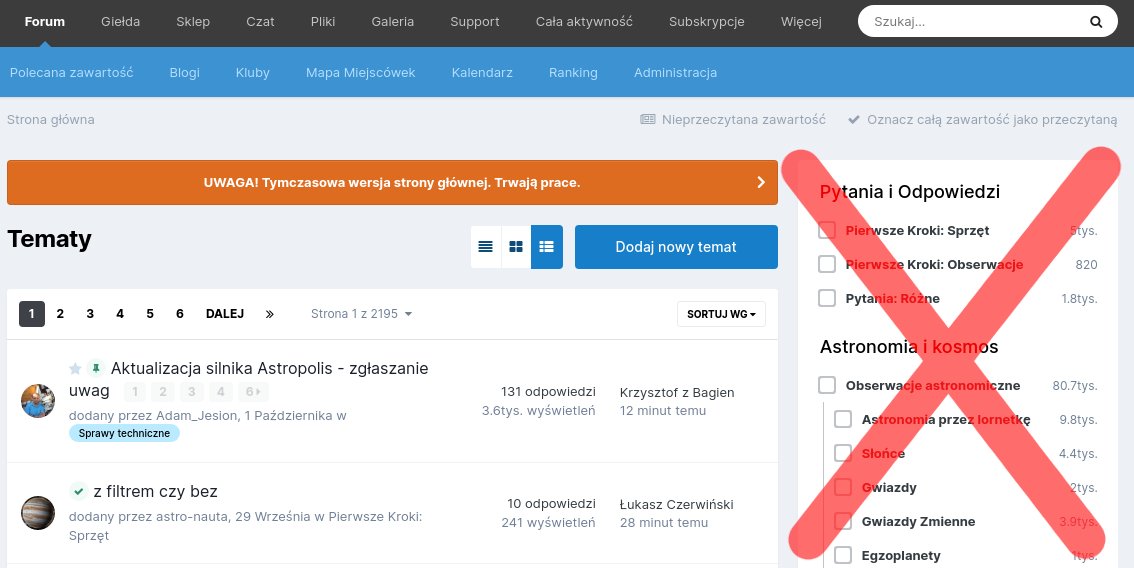 Forum Giełda Sklep Czat Pliki Galeria Support Cała aktywność Subskrypcje Więcej Szukaj...
Polecana zawartość Blogi Kluby Mapa Miejscówek Kalendarz Ranking Administracja
Strona główna Nieprzeczytana zawartość Oznacz całą zawartość jako przeczytaną
UWAGA! Tymczasowa wersja strony głównej. Trwają prace.
Tematy
Dodaj nowy temat
1 2 3 4 5 6 DALEJ » Strona 1 z 2195 SORTUJ WG
Aktualizacja silnika Astropolis - zgłaszanie
uwag 1 2 3 4 6
dodany przez Adam_Jesion, 1 Października w
Sprawy techniczne
131 odpowiedzi
3.6tys. wyświetleń
Krzysztof z Bagien
12 minut temu
z filtrem czy bez
dodany przez astro-nauta, 29 Września w Pierwsze Kroki:
Sprzęt
10 odpowiedzi
241 wyświetleń
Łukasz Czerwiński
28 minut temu
Pytania i Odpowiedzi
Pierwsze Kroki: Sprzęt 5tys.
Pierwsze Kroki: Obserwacje 820
Pytania: Różne 1.8tys.
Astronomia i kosmos
Obserwacje astronomiczne 80.7tys.
Astronomia przez lornetkę 9.8tys.
Słońce 4.4tys.
Gwiazdy 2tys.
Gwiazdy Zmienne 3.9tys.
Egzoplanety 1tys.